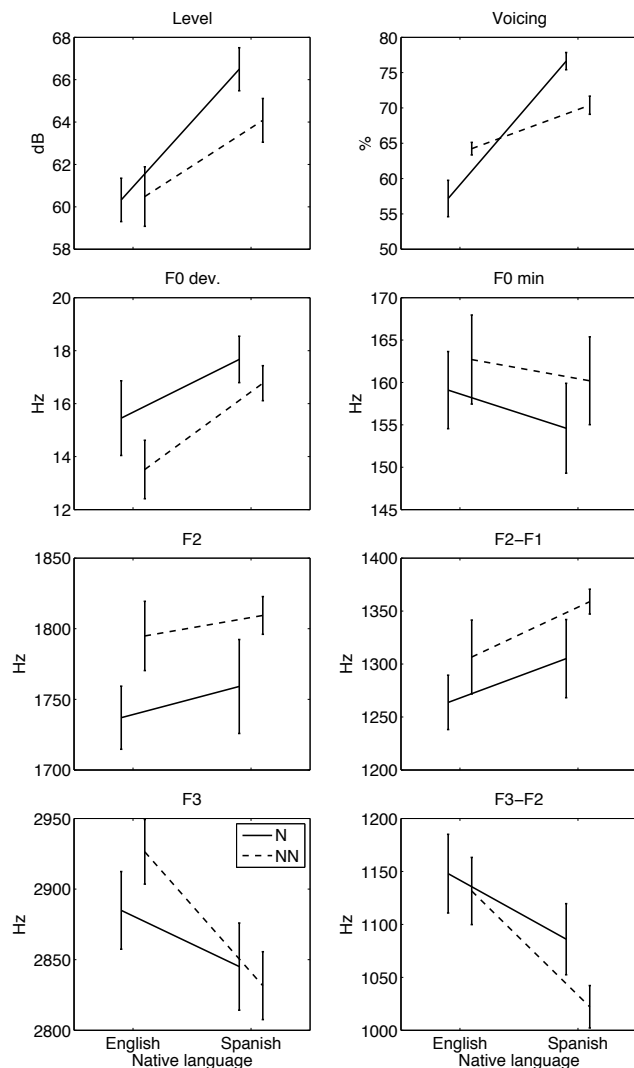 Level
68
66
64
62
60
58
dB
Voicing
80
75
70
65
60
55
50
%
F0 dev.
20
18
16
14
12
Hz
F0 min
170
165
160
155
150
145
Hz
F2
1850
1800
1750
1700
Hz
F2−F1
1400
1350
1300
1250
1200
Hz
F3
2950
2900
2850
2800
Hz
N
NN
English Spanish
Native language
F3−F2
1200
1150
1100
1050
1000
Hz
English Spanish
Native language